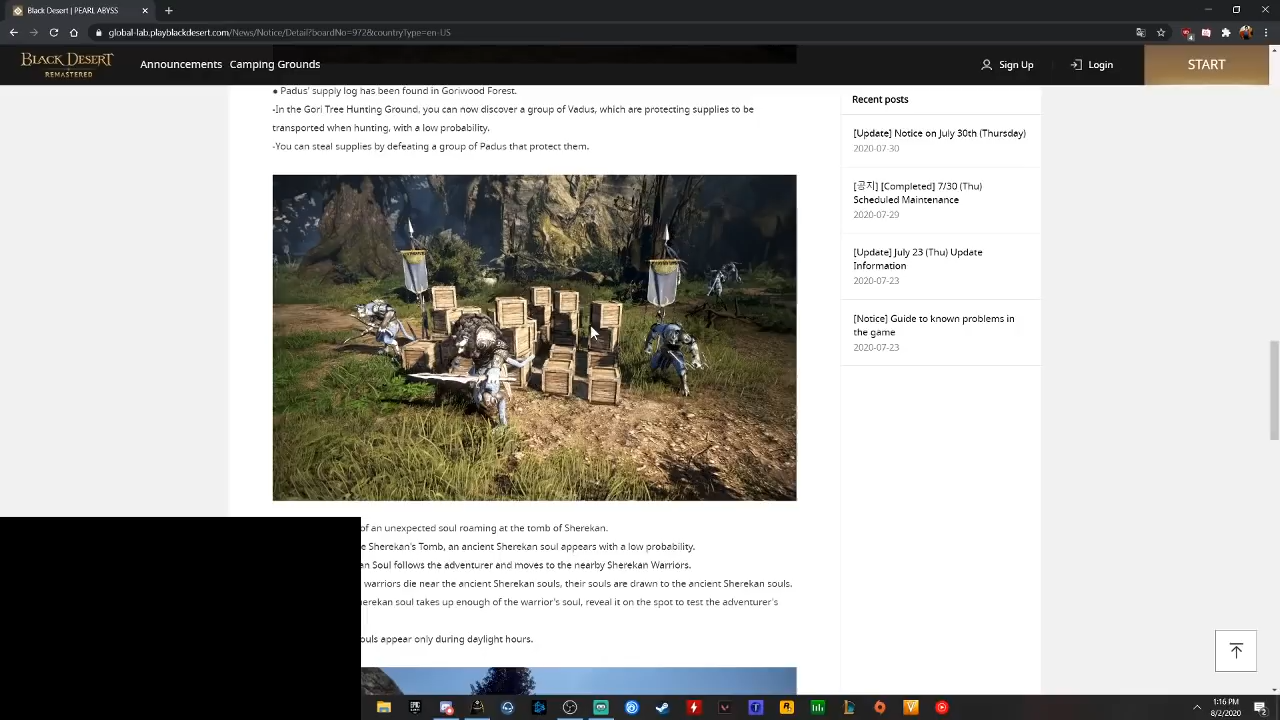 Black Desert | PEARL ABYSS
global-lab.playblackdesert.com/News/Notice/Detail?boardNo=972&countryType=en-US
BLACK DESERT
REMASTERED
Announcements
Camping Grounds
Sign Up
Login
START
● Padus' supply log has been found in Goriwood Forest.
-In the Gori Tree Hunting Ground, you can now discover a group of Vadus, which are protecting supplies to be
transported when hunting, with a low probability.
-You can steal supplies by defeating a group of Padus that protect them.
of an unexpected soul roaming at the tomb of Sherekan.
e Sherekan's Tomb, an ancient Sherekan soul appears with a low probability.
an Soul follows the adventurer and moves to the nearby Sherekan Warriors.
warriors die near the ancient Sherekan souls, their souls are drawn to the ancient Sherekan souls.
erekan soul takes up enough of the warrior's soul, reveal it on the spot to test the adventurer's
ouls appear only during daylight hours.
Recent posts
[Update] Notice on July 30th (Thursday)
2020-07-30
[공지] [Completed] 7/30 (Thu)
Scheduled Maintenance
2020-07-29
[Update] July 23 (Thu) Update
Information
2020-07-23
[Notice] Guide to known problems in
the game
2020-07-23
1:16 PM
8/2/2020